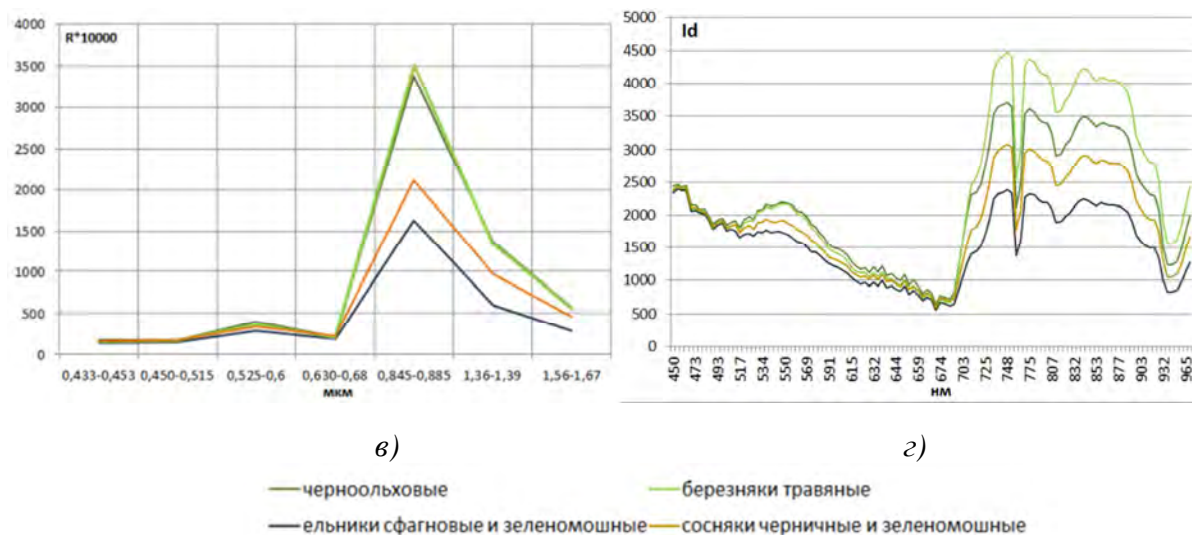 R*10000
4000
3500
3000
2500
2000
1500
1000
500
0
0,433-0,453 0,450-0,515 0,525-0,6 0,630-0,68 0,845-0,885 1,36-1,39 1,56-1,67
мкм
Id
5000
4500
4000
3500
3000
2500
2000
1500
1000
500
0
450 473 493 517 534 550 570 591 615 632 644 659 674 703 725 748 775 807 832 853 877 903 932 965
нм
в)
г)
черноольховые
березняки травяные
ельники сфагновые и зеленомошные
сосняки черничные и зеленомошные